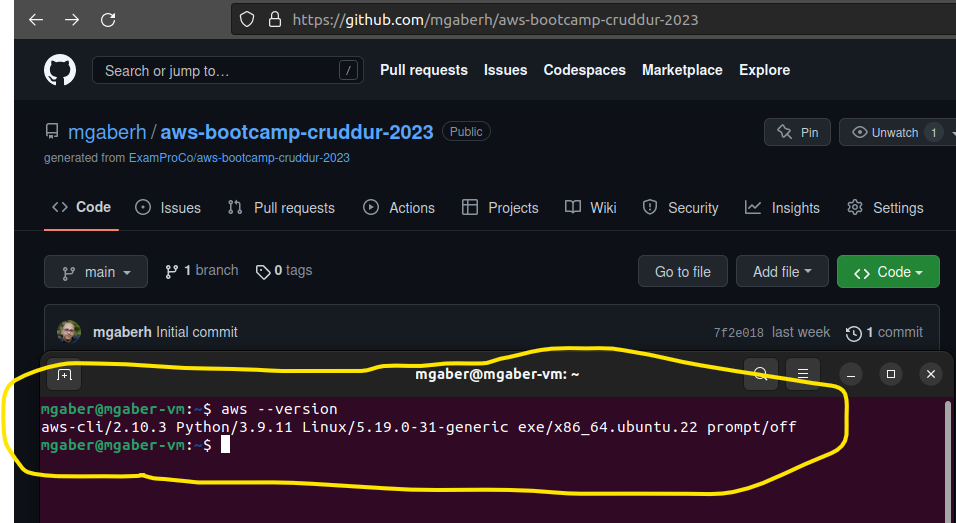 https://github.com/mgaberh/aws-bootcamp-cruddur-2023
Search or jump to… / Pull requests Issues Codespaces Marketplace Explore
mgaberh / aws-bootcamp-cruddur-2023 Public Pin Unwatch 1
generated from ExamProCo/aws-bootcamp-cruddur-2023
<> Code Issues Pull requests Actions Projects Wiki Security Insights Settings
main 1 branch 0 tags Go to file Add file <> Code
mgaberh Initial commit 7f2e018 last week 1 commit
mgaber@mgaber-vm: ~
mgaber@mgaber-vm:~$ aws --version
aws-cli/2.10.3 Python/3.9.11 Linux/5.19.0-31-generic exe/x86_64.ubuntu.22 prompt/off
mgaber@mgaber-vm:~$